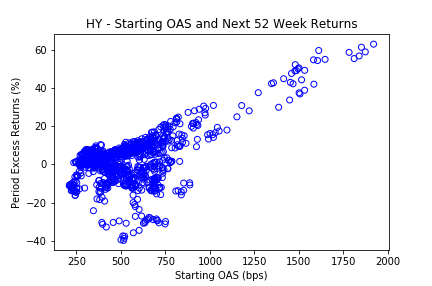 HY - Starting OAS and Next 52 Week Returns
Period Excess Returns (%)
60
40
20
0
−20
−40
250 500 750 1000 1250 1500 1750 2000
Starting OAS (bps)